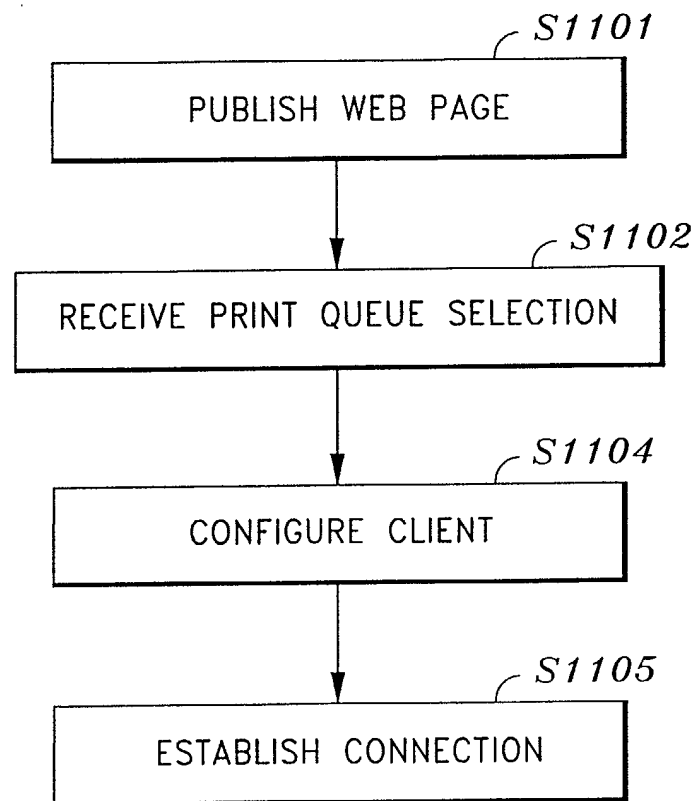 S1101
PUBLISH WEB PAGE
S1102
RECEIVE PRINT QUEUE SELECTION
S1104
CONFIGURE CLIENT
S1105
ESTABLISH CONNECTION